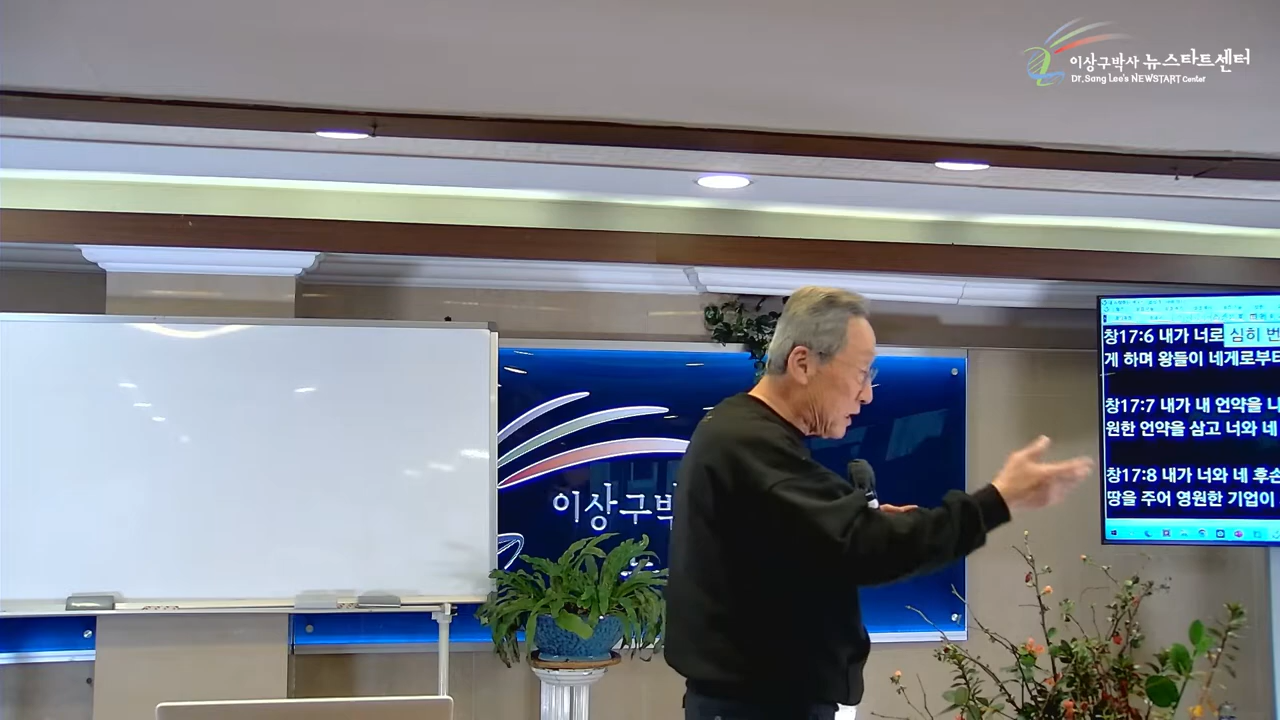 이상구박사 뉴스타트센터
Dr. Sang Lee's NEWSTART Center
창17:6 내가 너로 심히 번
게 하며 왕들이 네게로부터
창17:7 내가 내 언약을 나
원한 언약을 삼고 너와 네
창17:8 내가 너와 네 후손
땅을 주어 영원한 기업이
이상구박